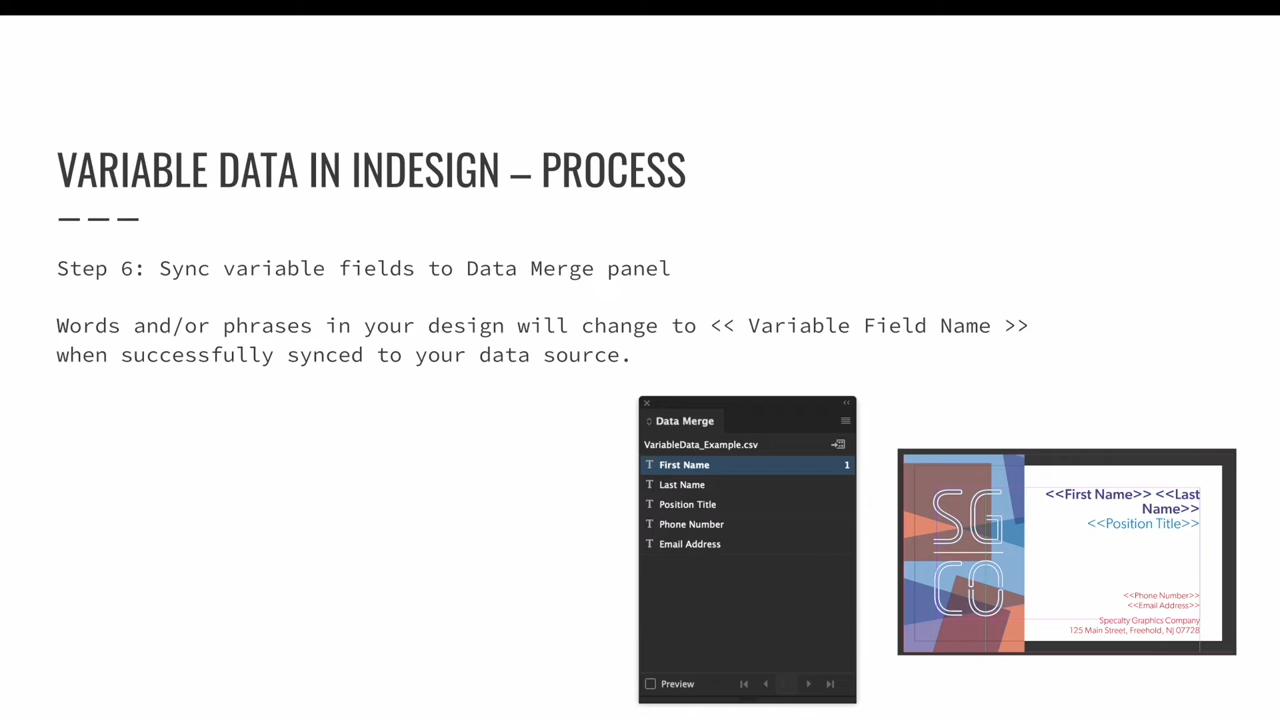 VARIABLE DATA IN INDESIGN – PROCESS
Step 6: Sync variable fields to Data Merge panel
Words and/or phrases in your design will change to << Variable Field Name >>
when successfully synced to your data source.
Data Merge
VariableData_Example.csv
First Name 1
Last Name
Position Title
Phone Number
Email Address
Preview
SG
CO
<<First Name>> <<Last
Name>>
<<Position Title>>
<<Phone Number>>
<<Email Address>>
Specialty Graphics Company
125 Main Street, Freehold, NJ 07728